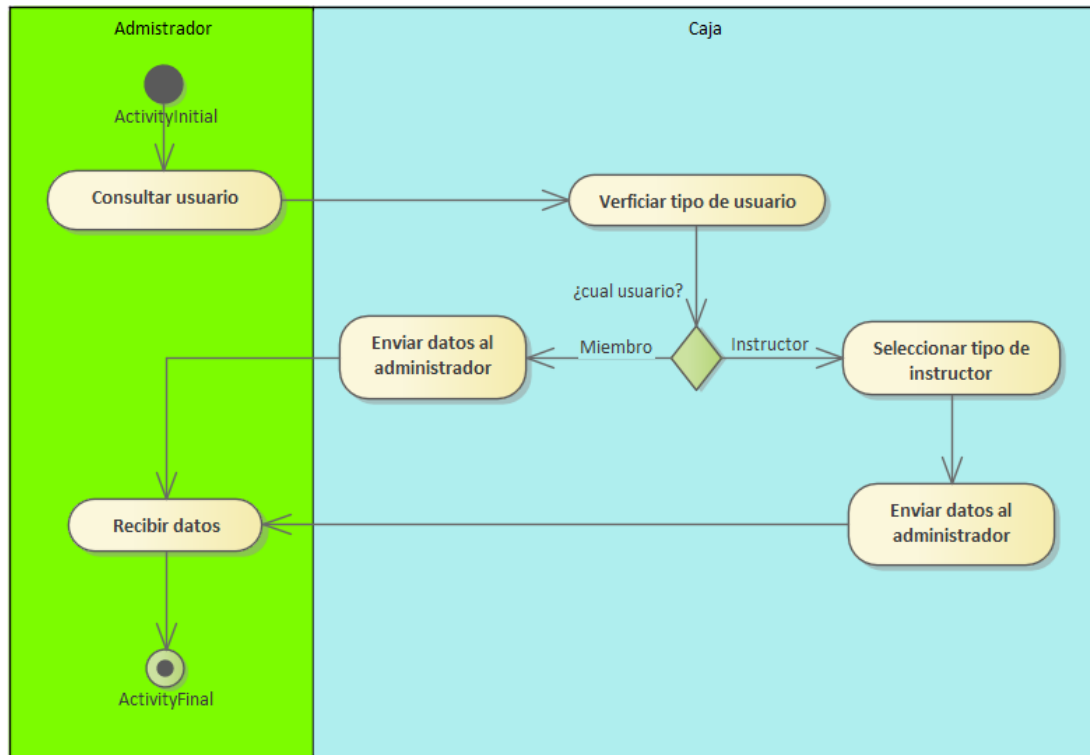 Admistrador
Caja
ActivityInitial
Consultar usuario
Verficiar tipo de usuario
¿cual usuario?
Enviar datos al
administrador
Miembro
Instructor
Seleccionar tipo de
instructor
Recibir datos
Enviar datos al
administrador
ActivityFinal